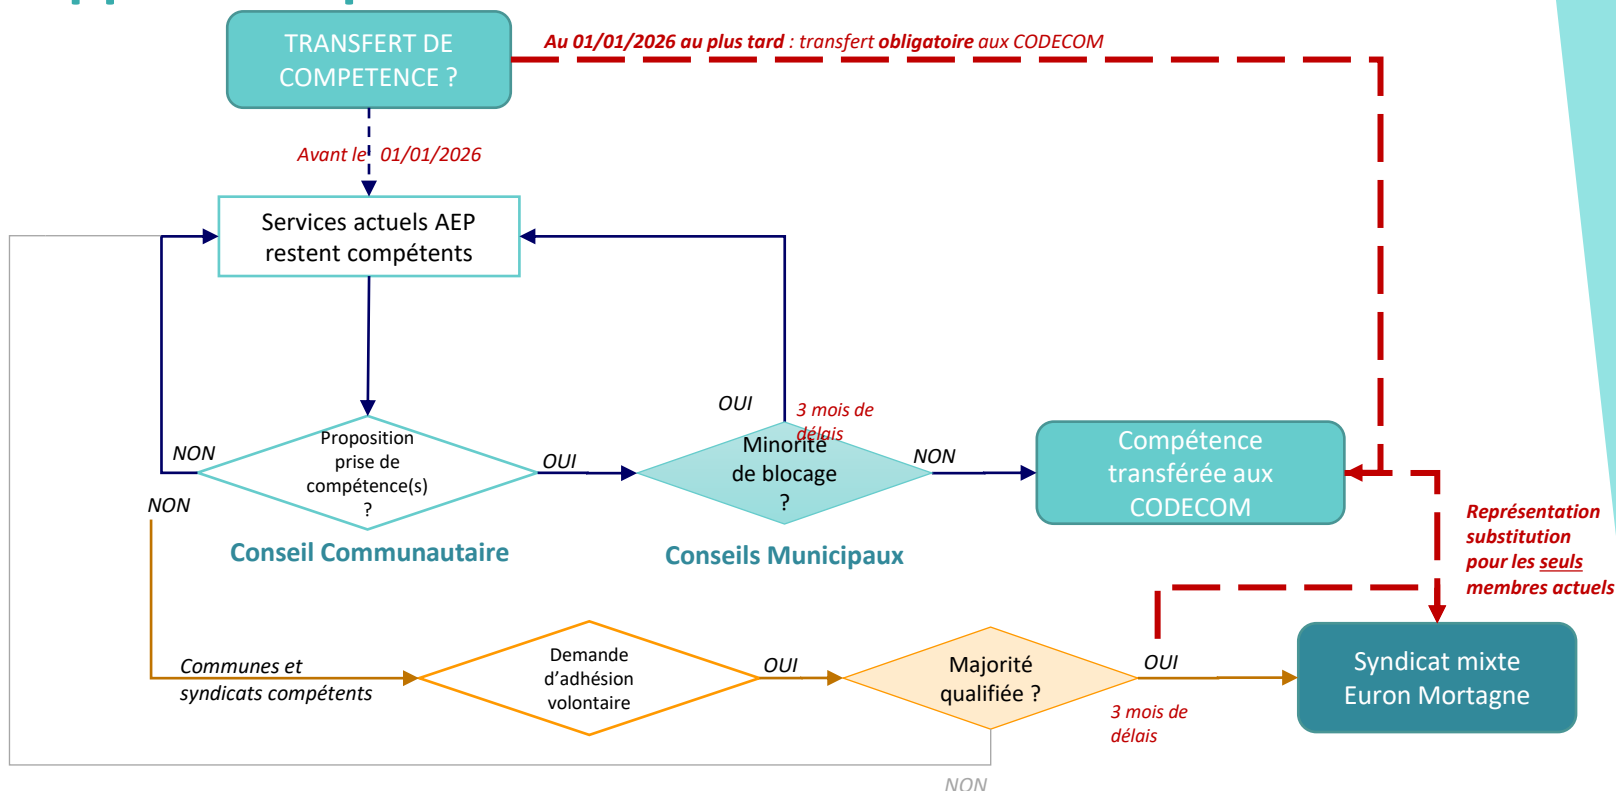 TRANSFERT DE
COMPETENCE ?
Au 01/01/2026 au plus tard : transfert obligatoire aux CODECOM
Avant le 01/01/2026
Services actuels AEP
restent compétents
OUI
3 mois de
délais
NON
Proposition
prise de
compétence(s)
?
OUI
Minorité
de blocage
?
NON
Compétence
transférée aux
CODECOM
NON
Conseil Communautaire
Conseils Municipaux
Représentation
substitution
pour les seuls
membres actuels
Communes et
syndicats compétents
Demande
d’adhésion
volontaire
OUI
Majorité
qualifiée ?
OUI
3 mois de
délais
Syndicat mixte
Euron Mortagne
NON